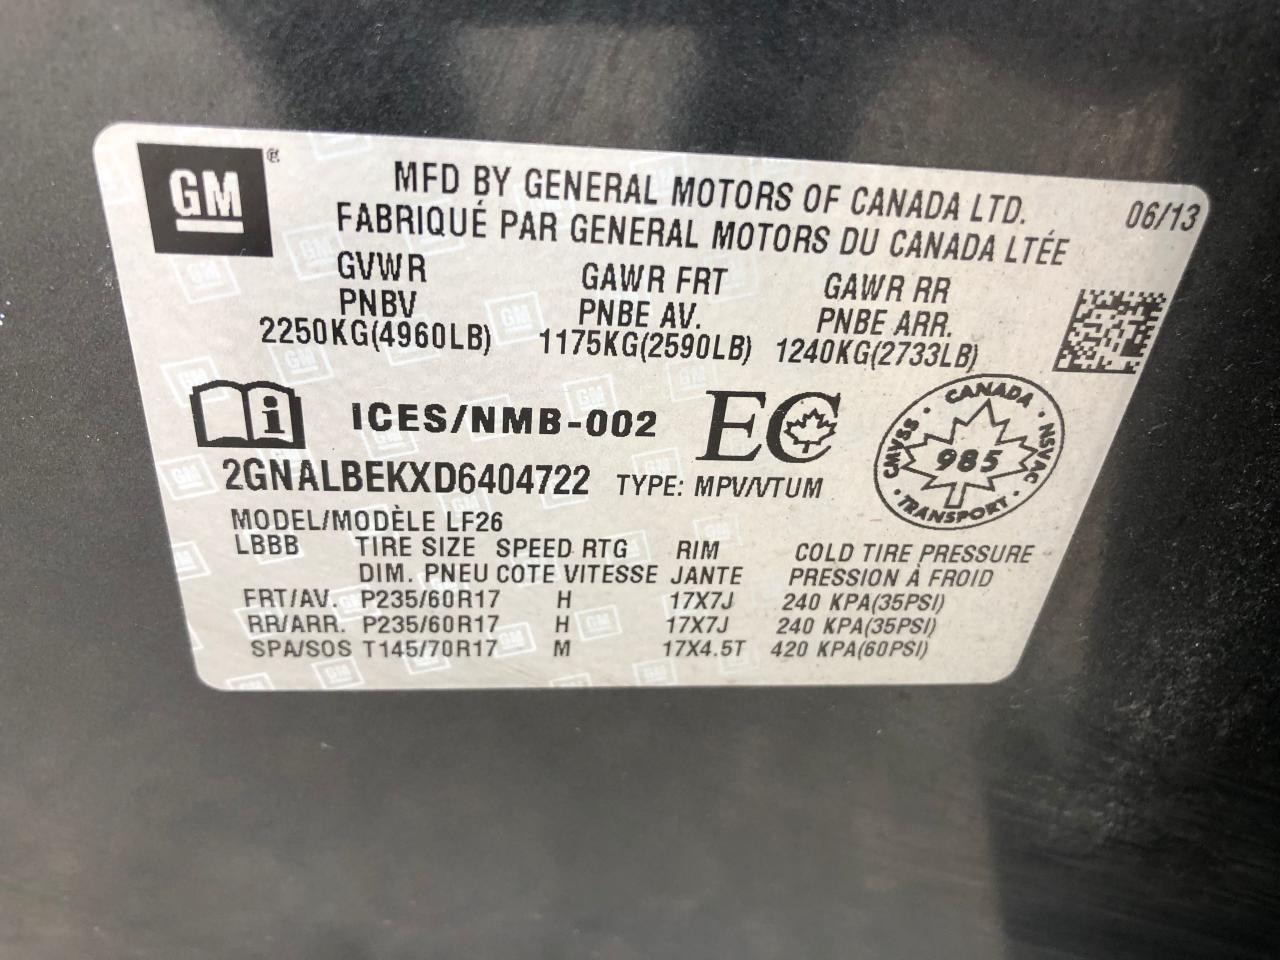 GM
MFD BY GENERAL MOTORS OF CANADA LTD. 06/13
FABRIQUÉ PAR GENERAL MOTORS DU CANADA LTÉE
GVWR GAWR FRT GAWR RR
PNBV PNBE AV. PNBE ARR.
2250KG(4960LB) 1175KG(2590LB) 1240KG(2733LB)
i ICES/NMB-002 EC
CANADA
CMVSS 985 NSVAC
TRANSPORT
2GNALBEKXD6404722 TYPE: MPV/VTUM
MODEL/MODÈLE LF26
LBBB TIRE SIZE SPEED RTG RIM COLD TIRE PRESSURE
DIM. PNEU COTE VITESSE JANTE PRESSION À FROID
FRT/AV. P235/60R17 H 17X7J 240 KPA(35PSI)
RR/ARR. P235/60R17 H 17X7J 240 KPA(35PSI)
SPA/SOS T145/70R17 M 17X4.5T 420 KPA(60PSI)